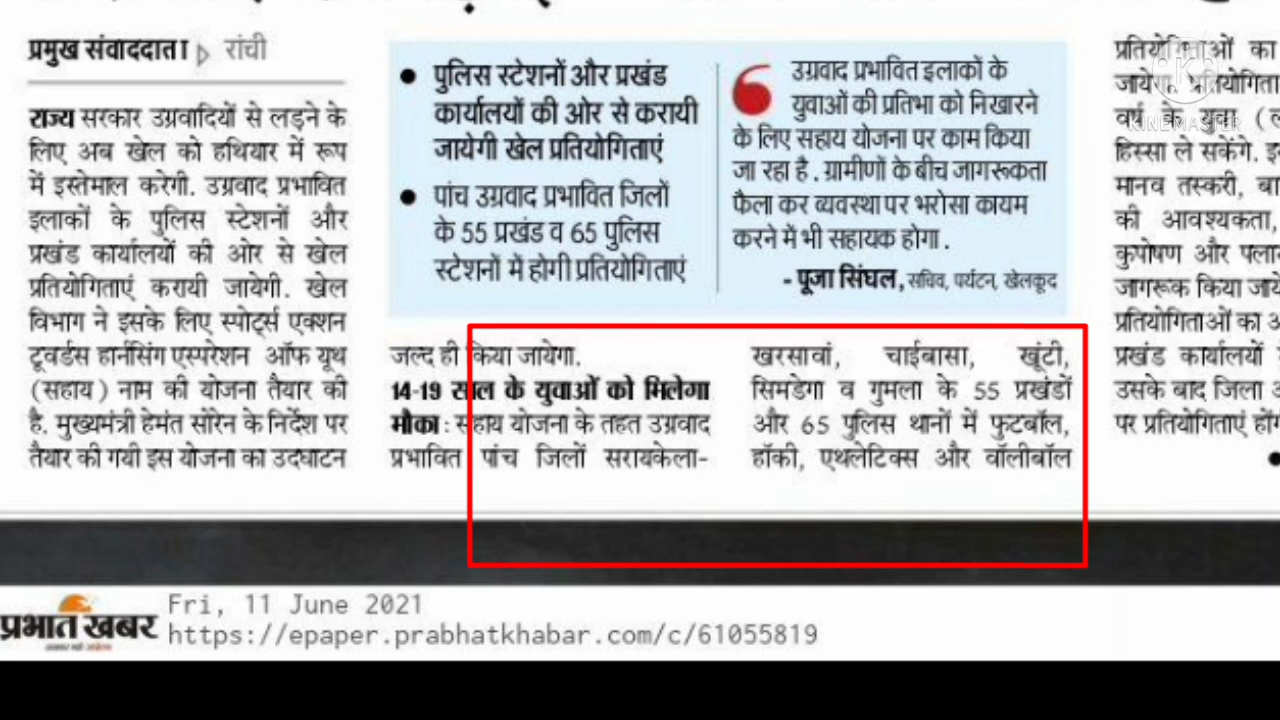 प्रमुख संवाददाता ▷ रांची
राज्य सरकार उग्रवादियों से लड़ने के
लिए अब खेल को हथियार में रूप
में इस्तेमाल करेगी. उग्रवाद प्रभावित
इलाकों के पुलिस स्टेशनों और
प्रखंड कार्यालयों की ओर से खेल
प्रतियोगिताएं करायी जायेगी. खेल
विभाग ने इसके लिए स्पोर्ट्स एक्शन
टूवर्डस हार्नसिंग एस्परेशन ऑफ यूथ
(सहाय) नाम की योजना तैयार की
है. मुख्यमंत्री हेमंत सोरेन के निर्देश पर
तैयार की गयी इस योजना का उदघाटन
● पुलिस स्टेशनों और प्रखंड
कार्यालयों की ओर से करायी
जायेगी खेल प्रतियोगिताएं
● पांच उग्रवाद प्रभावित जिलों
के 55 प्रखंड व 65 पुलिस
स्टेशनों में होगी प्रतियोगिताएं
उग्रवाद प्रभावित इलाकों के
युवाओं की प्रतिभा को निखारने
के लिए सहाय योजना पर काम किया
जा रहा है . ग्रामीणों के बीच जागरूकता
फैला कर व्यवस्था पर भरोसा कायम
करने में भी सहायक होगा .
- पूजा सिंघल, सचिव, पर्यटन, खेलकूद
जल्द ही किया जायेगा.
14-19 साल के युवाओं को मिलेगा
मौका : सहाय योजना के तहत उग्रवाद
प्रभावित पांच जिलों सरायकेला-
खरसावां, चाईबासा, खूंटी,
सिमडेगा व गुमला के 55 प्रखंडों
और 65 पुलिस थानों में फुटबॉल,
हॉकी, एथलेटिक्स और वॉलीबॉल
प्रतियोगिताओं का
जायेगा. प्रतियोगिता
वर्ष के युवा
हिस्सा ले सकेंगे.
मानव तस्करी,
की आवश्यकता,
कुपोषण और
जागरूक किया
प्रतियोगिताओं का
प्रखंड कार्यालयों
उसके बाद जिला
पर प्रतियोगिताएं
KINEMASTER
प्रभात खबर
Fri, 11 June 2021
https://epaper.prabhatkhabar.com/c/61055819